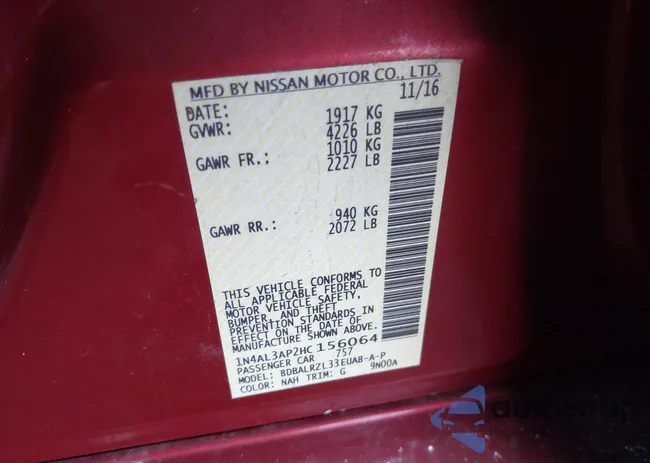 MFD BY NISSAN MOTOR CO., LTD.
DATE: 11/16
GVWR: 1917 KG
4226 LB
GAWR FR.: 1010 KG
2227 LB
GAWR RR.: 940 KG
2072 LB
THIS VEHICLE CONFORMS TO
ALL APPLICABLE FEDERAL
MOTOR VEHICLE SAFETY,
BUMPER, AND THEFT
PREVENTION STANDARDS IN
EFFECT ON THE DATE OF
MANUFACTURE SHOWN ABOVE.
1N4AL3AP2HC 156064
PASSENGER CAR 757
MODEL: BDBALRZL33EUAB-A-P
COLOR: NAH TRIM: G 9N00A
autosnap